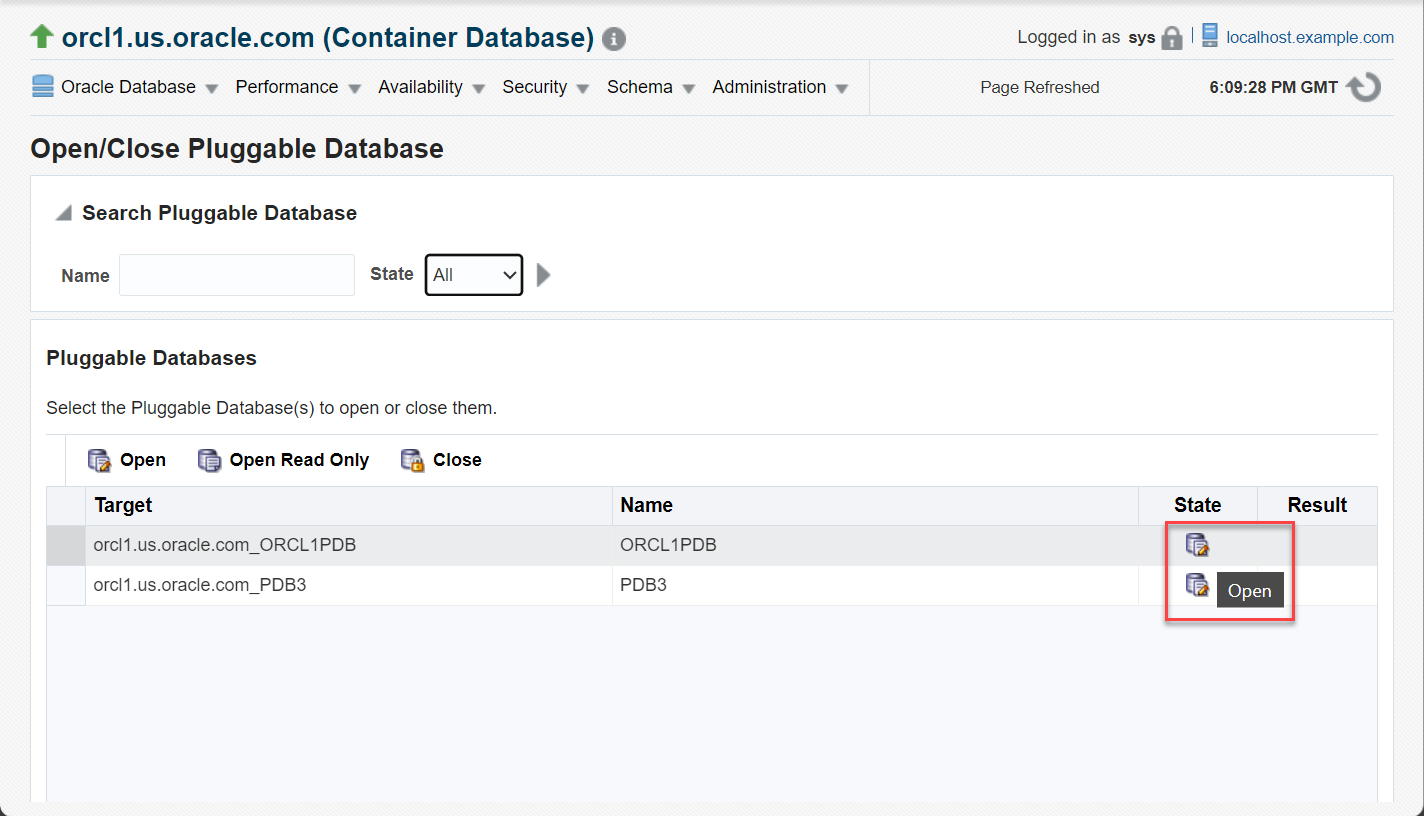 orcl1.us.oracle.com (Container Database)
Logged in as sys
localhost.example.com
Oracle Database
Performance
Availability
Security
Schema
Administration
Page Refreshed
6:09:28 PM GMT
Open/Close Pluggable Database
Search Pluggable Database
Name
State
All
Pluggable Databases
Select the Pluggable Database(s) to open or close them.
Open
Open Read Only
Close
Target
Name
State
Result
orcl1.us.oracle.com_ORCL1PDB
ORCL1PDB
orcl1.us.oracle.com_PDB3
PDB3
Open